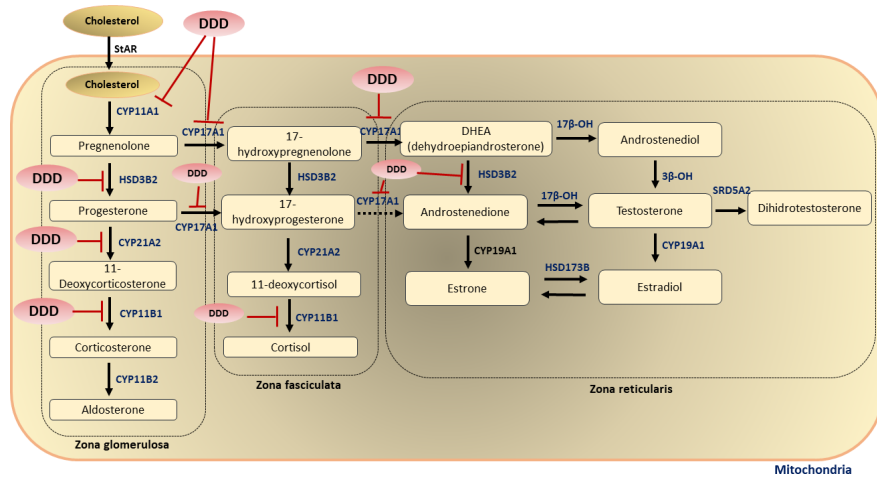 Cholesterol
DDD
StAR
Cholesterol
DDD
CYP11A1
CYP17A1
CYP17A1
17β-OH
Pregnenolone
17-
hydroxypregnenolone
DHEA
(dehydroepiandrosterone)
Androstenediol
DDD
HSD3B2
DDD
HSD3B2
DDD
HSD3B2
3β-OH
CYP17A1
17β-OH
SRD5A2
Progesterone
CYP17A1
17-
hydroxyprogesterone
Androstenedione
Testosterone
Dihidrotestosterone
DDD
CYP21A2
CYP21A2
CYP19A1
CYP19A1
11-
Deoxycorticosterone
11-deoxycortisol
Estrone
HSD173B
Estradiol
DDD
CYP11B1
DDD
CYP11B1
Corticosterone
Cortisol
CYP11B2
Zona fasciculata
Zona reticularis
Aldosterone
Zona glomerulosa
Mitochondria